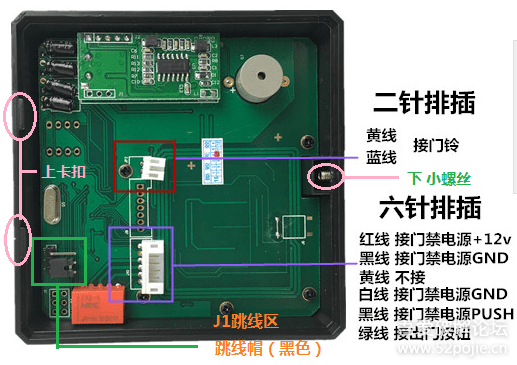 二针排插
黄线
蓝线
接门铃
上卡扣
下 小螺丝
六针排插
红线 接门禁电源+12v
黑线 接门禁电源GND
黄线 不接
白线 接门禁电源GND
黑线 接门禁电源PUSH
绿线 接出门按钮
J1跳线区
跳线帽（黑色）
www.52pojie.cn